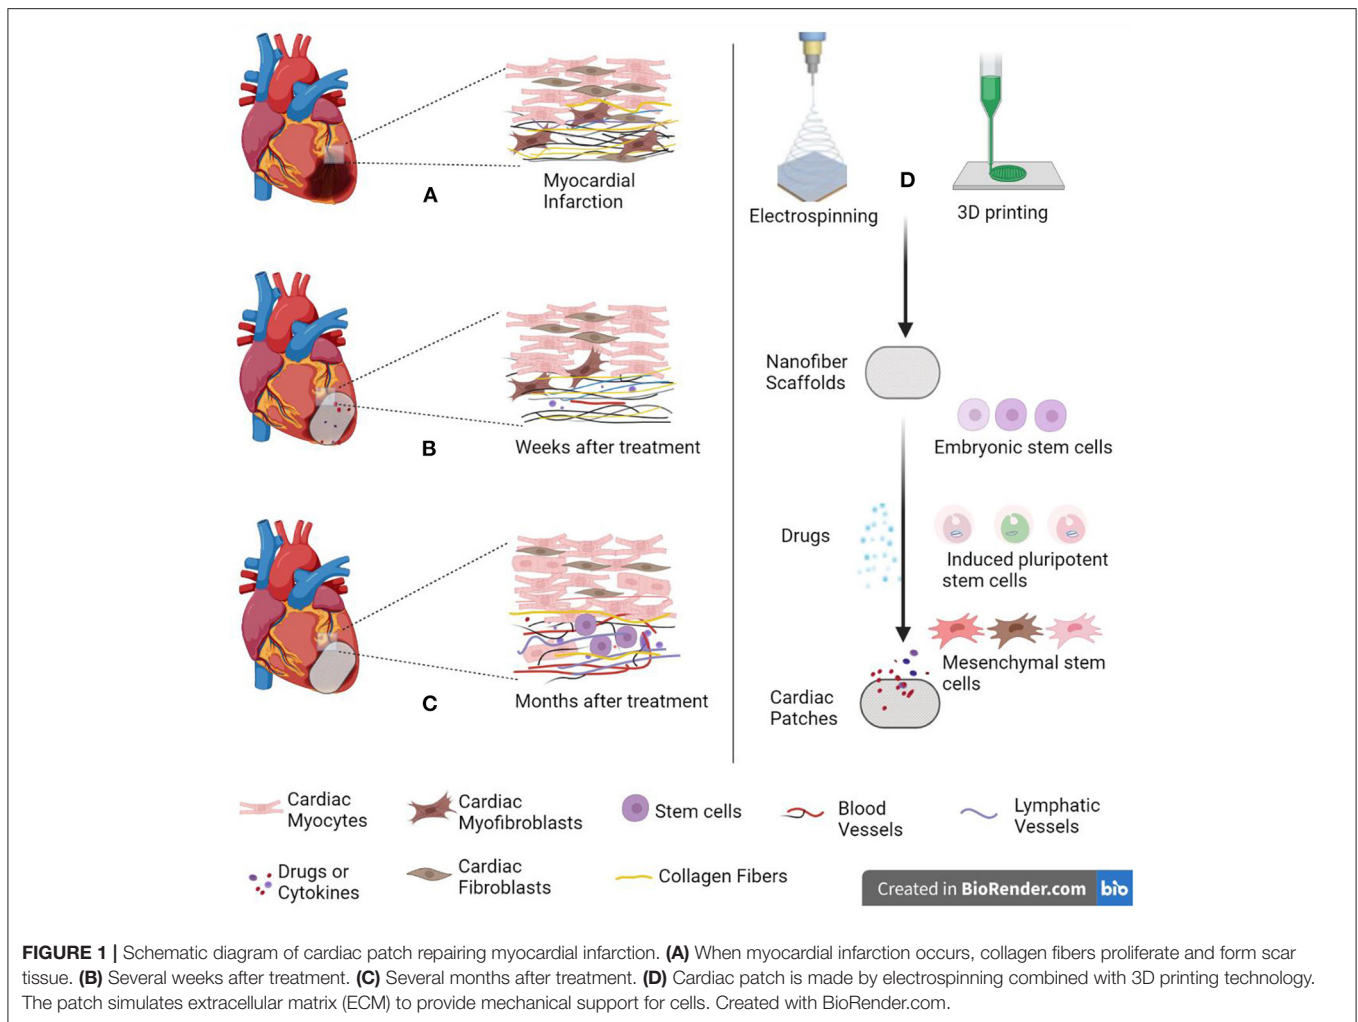 A
Myocardial
Infarction
B
Weeks after treatment
C
Months after treatment
D
Electrospinning
3D printing
Nanofiber
Scaffolds
Embryonic stem cells
Drugs
Induced pluripotent
stem cells
Mesenchymal stem
cells
Cardiac
Patches
Cardiac
Myocytes
Cardiac
Myofibroblasts
Stem cells
Blood
Vessels
Lymphatic
Vessels
Drugs or
Cytokines
Cardiac
Fibroblasts
Collagen Fibers
Created in BioRender.com bio
FIGURE 1 | Schematic diagram of cardiac patch repairing myocardial infarction. (A) When myocardial infarction occurs, collagen fibers proliferate and form scar
tissue. (B) Several weeks after treatment. (C) Several months after treatment. (D) Cardiac patch is made by electrospinning combined with 3D printing technology.
The patch simulates extracellular matrix (ECM) to provide mechanical support for cells. Created with BioRender.com.